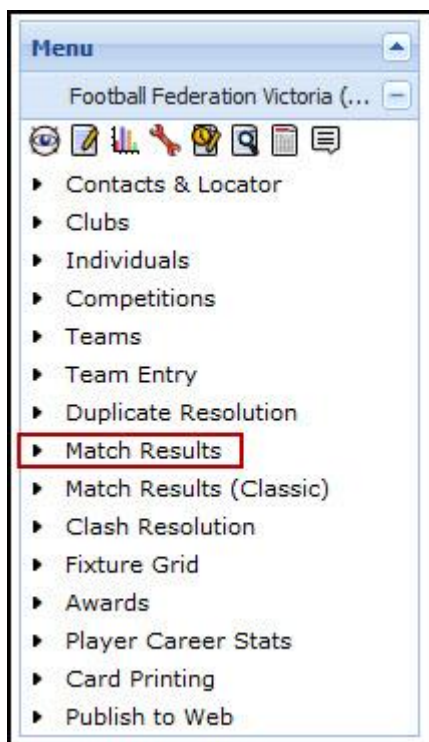 Menu
Football Federation Victoria (...
Contacts & Locator
Clubs
Individuals
Competitions
Teams
Team Entry
Duplicate Resolution
Match Results
Match Results (Classic)
Clash Resolution
Fixture Grid
Awards
Player Career Stats
Card Printing
Publish to Web